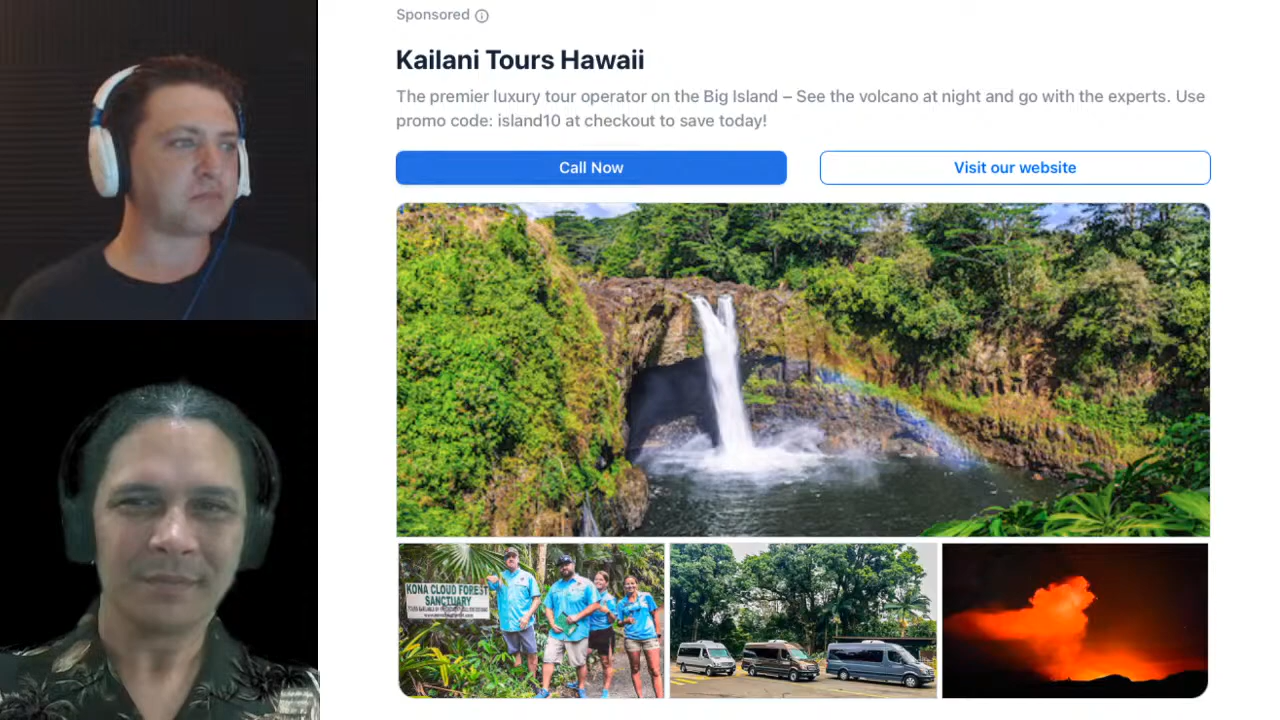 Sponsored
Kailani Tours Hawaii
The premier luxury tour operator on the Big Island – See the volcano at night and go with the experts. Use
promo code: island10 at checkout to save today!
Call Now
Visit our website
KONA CLOUD FOREST
SANCTUARY